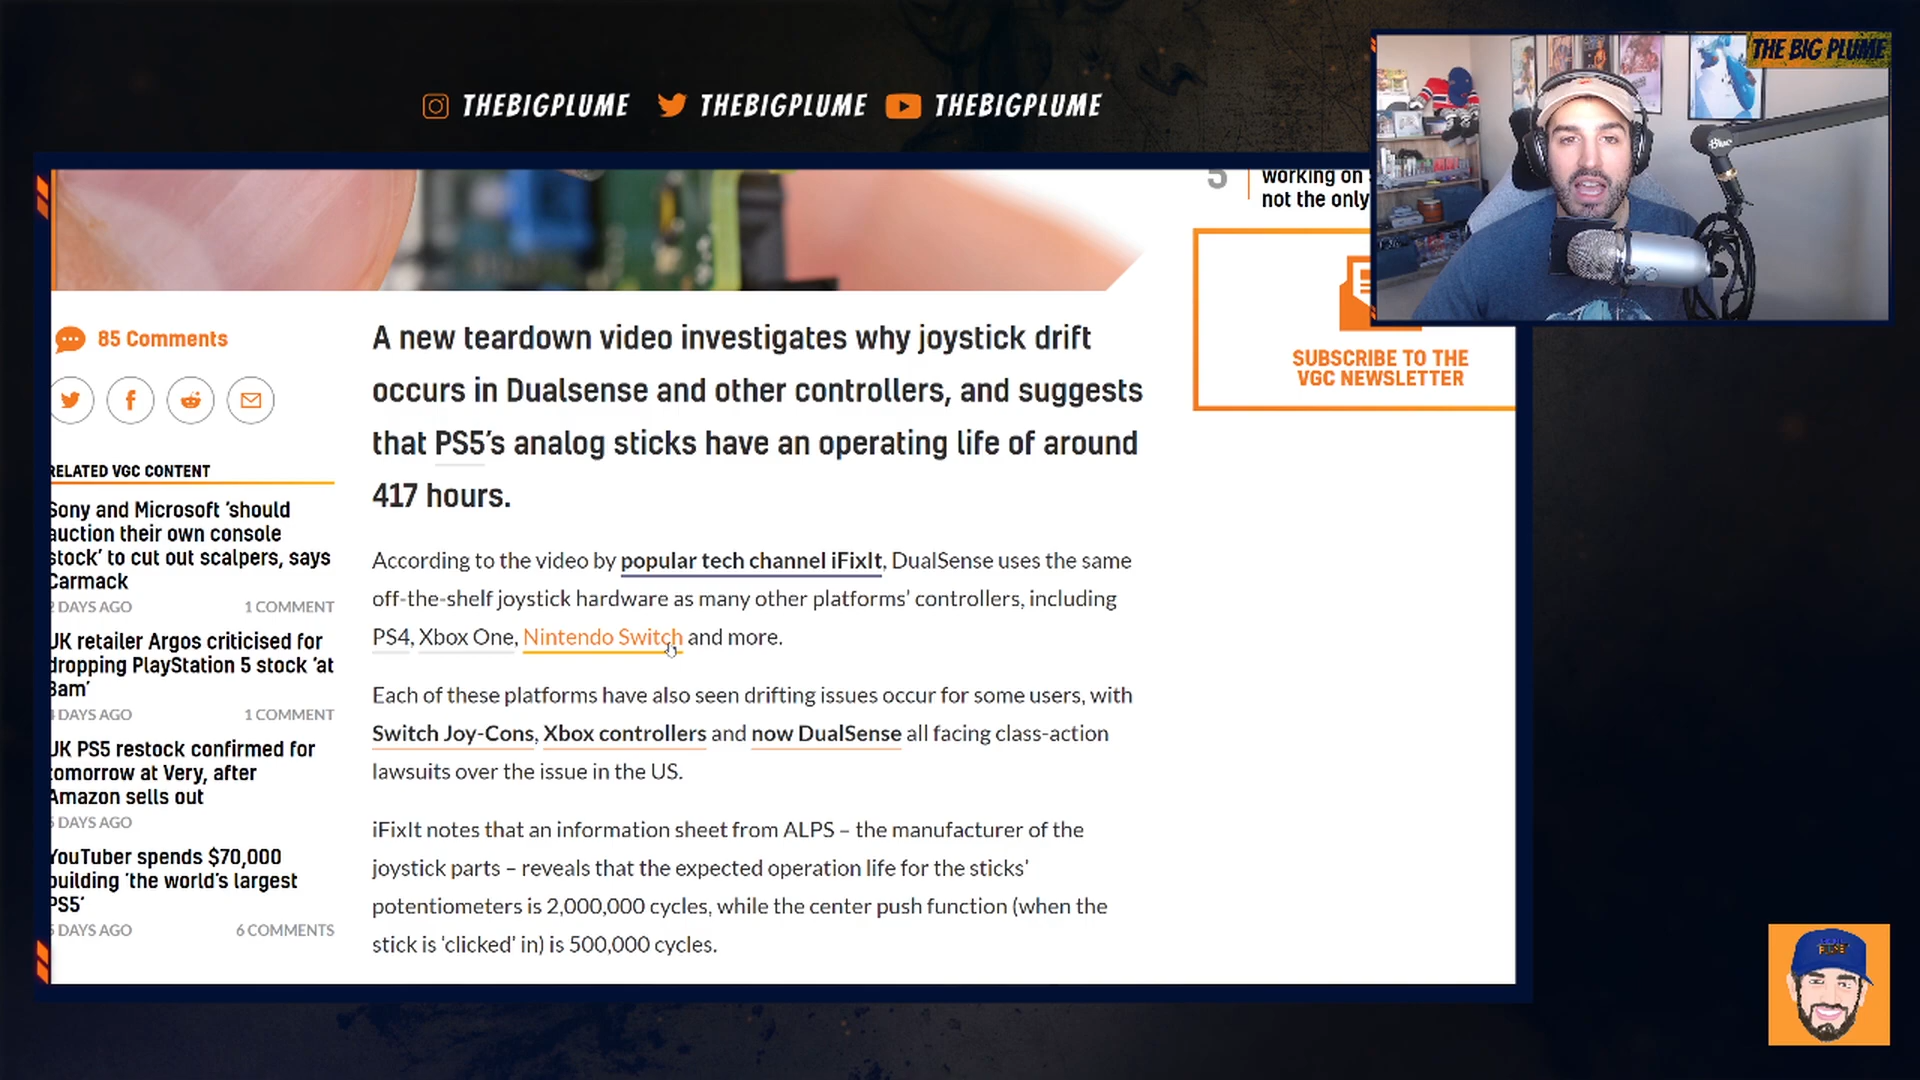 THEBIGPLUME THEBIGPLUME THEBIGPLUME
THE BIG PLUME
Blue
5
working on
not the only
SUBSCRIBE TO THE
VGC NEWSLETTER
85 Comments
RELATED VGC CONTENT
Sony and Microsoft ‘should
auction their own console
stock’ to cut out scalpers, says
Carmack
DAYS AGO 1 COMMENT
UK retailer Argos criticised for
dropping PlayStation 5 stock ‘at
8am’
DAYS AGO 1 COMMENT
UK PS5 restock confirmed for
tomorrow at Very, after
Amazon sells out
DAYS AGO
YouTuber spends $70,000
building ‘the world’s largest
PS5’
DAYS AGO 6 COMMENTS
A new teardown video investigates why joystick drift
occurs in Dualsense and other controllers, and suggests
that PS5’s analog sticks have an operating life of around
417 hours.
According to the video by popular tech channel iFixIt, DualSense uses the same
off-the-shelf joystick hardware as many other platforms’ controllers, including
PS4, Xbox One, Nintendo Switch and more.
Each of these platforms have also seen drifting issues occur for some users, with
Switch Joy-Cons, Xbox controllers and now DualSense all facing class-action
lawsuits over the issue in the US.
iFixIt notes that an information sheet from ALPS – the manufacturer of the
joystick parts – reveals that the expected operation life for the sticks’
potentiometers is 2,000,000 cycles, while the center push function (when the
stick is ‘clicked’ in) is 500,000 cycles.